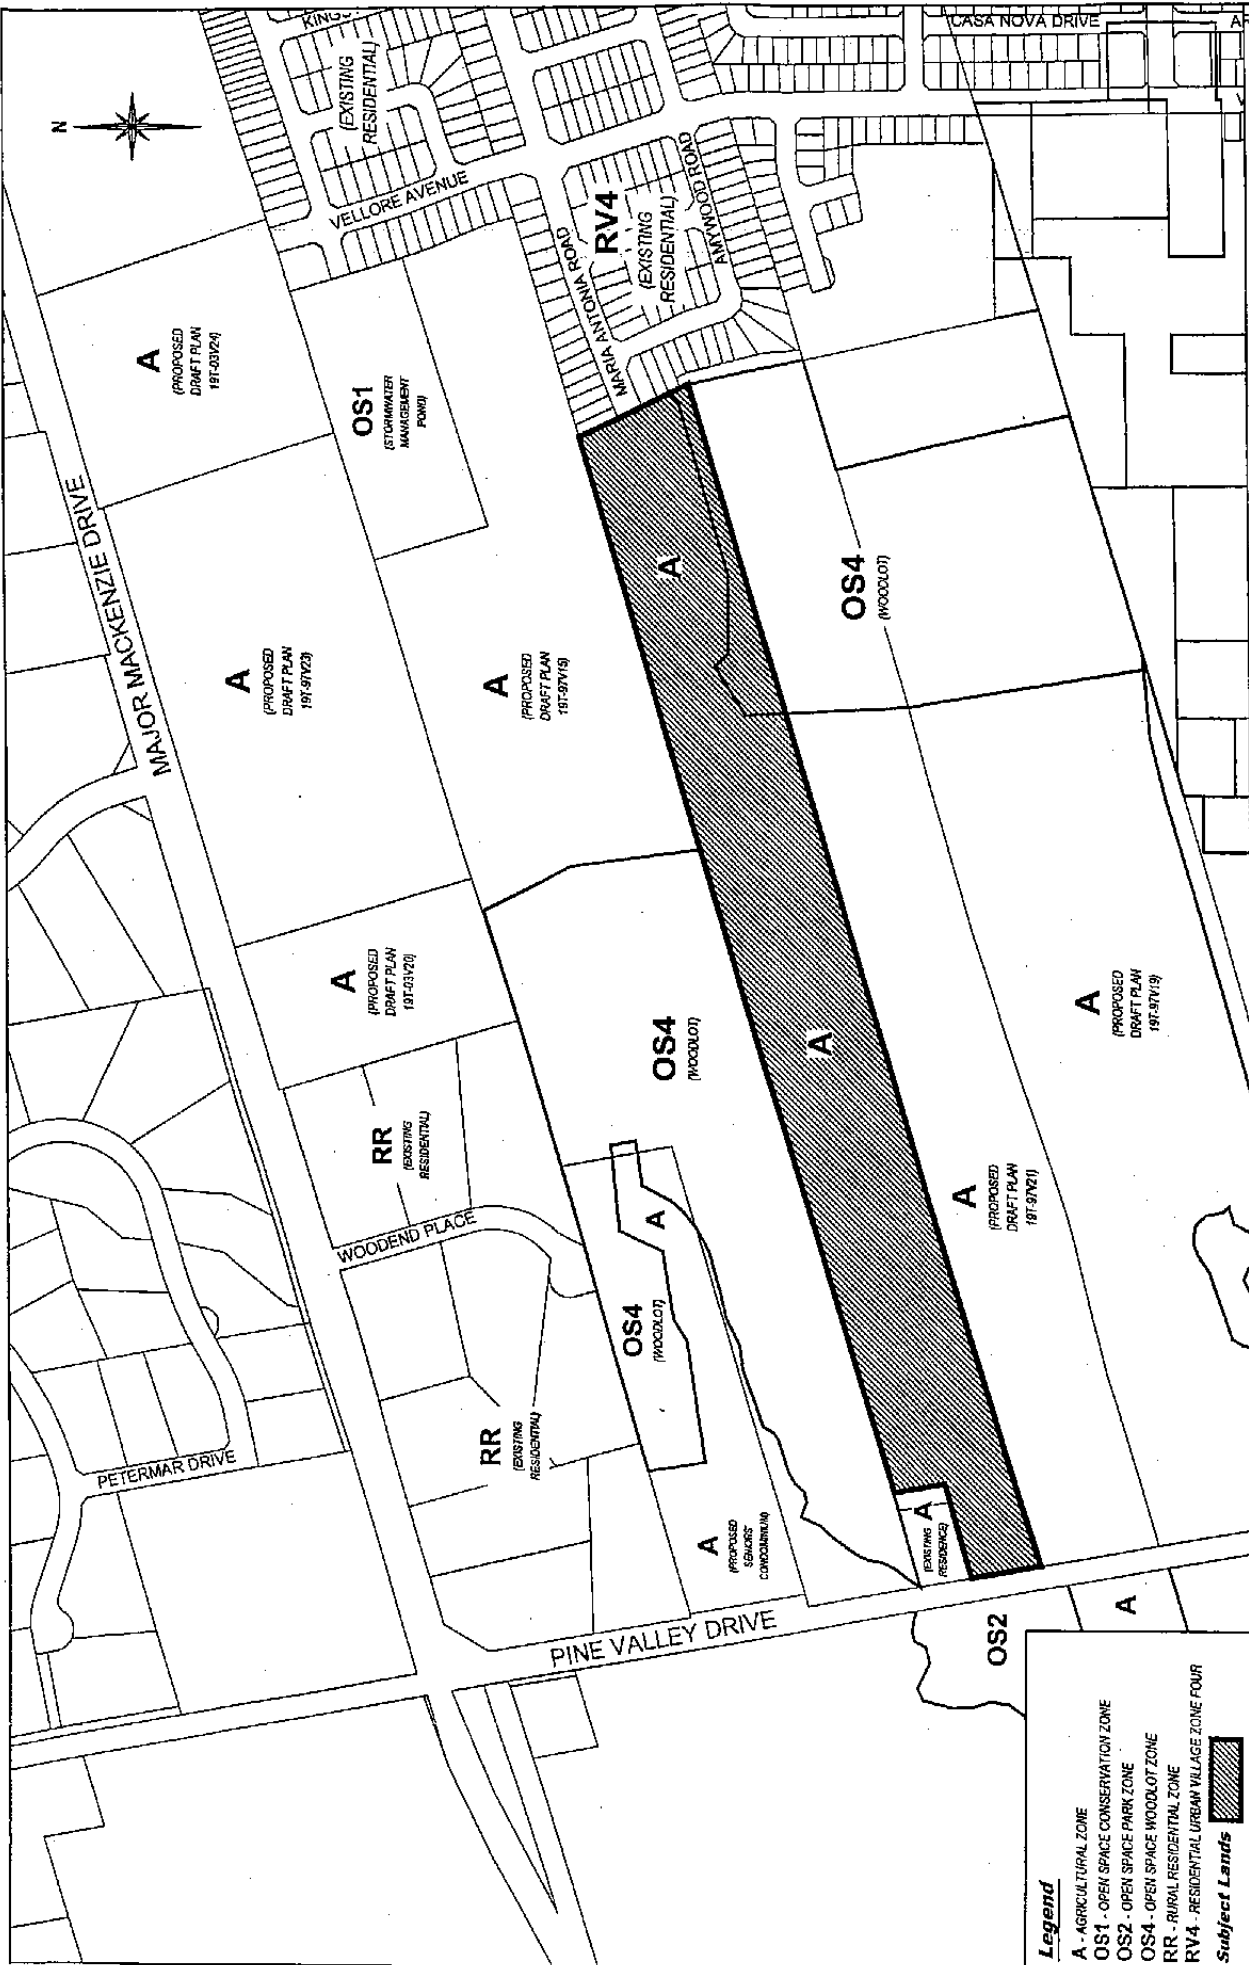 N
KINGS
(EXISTING
RESIDENTIAL)
CASA NOVA DRIVE
AR
VELLORE AVENUE
RV4
(EXISTING
RESIDENTIAL)
AMYWOOD ROAD
MARIA ANTONIA ROAD
A
(PROPOSED
DRAFT PLAN
19T-03V24)
OS1
(STORMWATER
MANAGEMENT
POND)
MAJOR MACKENZIE DRIVE
A
(PROPOSED
DRAFT PLAN
19T-97V23)
A
(PROPOSED
DRAFT PLAN
19T-97V15)
A
OS4
(WOODLOT)
A
(PROPOSED
DRAFT PLAN
19T-03V20)
OS4
(WOODLOT)
A
A
(PROPOSED
DRAFT PLAN
19T-97V19)
RR
(EXISTING
RESIDENTIAL)
WOODEND PLACE
A
A
(PROPOSED
DRAFT PLAN
19T-97V21)
OS4
(WOODLOT)
PETERMAR DRIVE
RR
(EXISTING
RESIDENTIAL)
A
(PROPOSED
SENIORS'
CONDOMINIUM)
A
(EXISTING
RESIDENCE)
PINE VALLEY DRIVE
OS2
A
Legend
A - AGRICULTURAL ZONE
OS1 - OPEN SPACE CONSERVATION ZONE
OS2 - OPEN SPACE PARK ZONE
OS4 - OPEN SPACE WOODLOT ZONE
RR - RURAL RESIDENTIAL ZONE
RV4 - RESIDENTIAL URBAN VILLAGE ZONE FOUR
Subject Lands